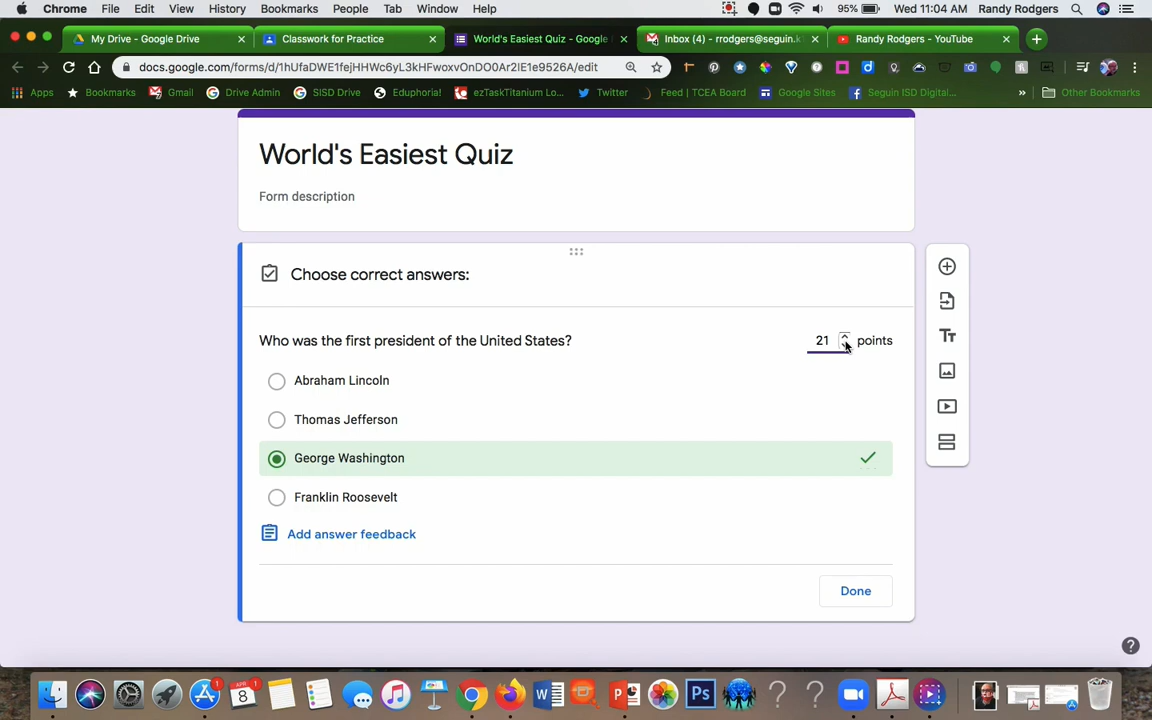 Chrome File Edit View History Bookmarks People Tab Window Help 95% Wed 11:04 AM Randy Rodgers
My Drive - Google Drive Classwork for Practice World's Easiest Quiz - Google Inbox (4) - rrodgers@seguin.k Randy Rodgers - YouTube
docs.google.com/forms/d/1hUfaDWE1fejHHWc6yL3kHFwoxvOnDO0Ar2IE1e9526A/edit
Apps Bookmarks Gmail Drive Admin SISD Drive Eduphoria! ezTaskTitanium Lo... Twitter Feed | TCEA Board Google Sites Seguin ISD Digital... » Other Bookmarks
World's Easiest Quiz
Form description
Choose correct answers:
Who was the first president of the United States? 21 points
Abraham Lincoln
Thomas Jefferson
George Washington
Franklin Roosevelt
Add answer feedback
Done